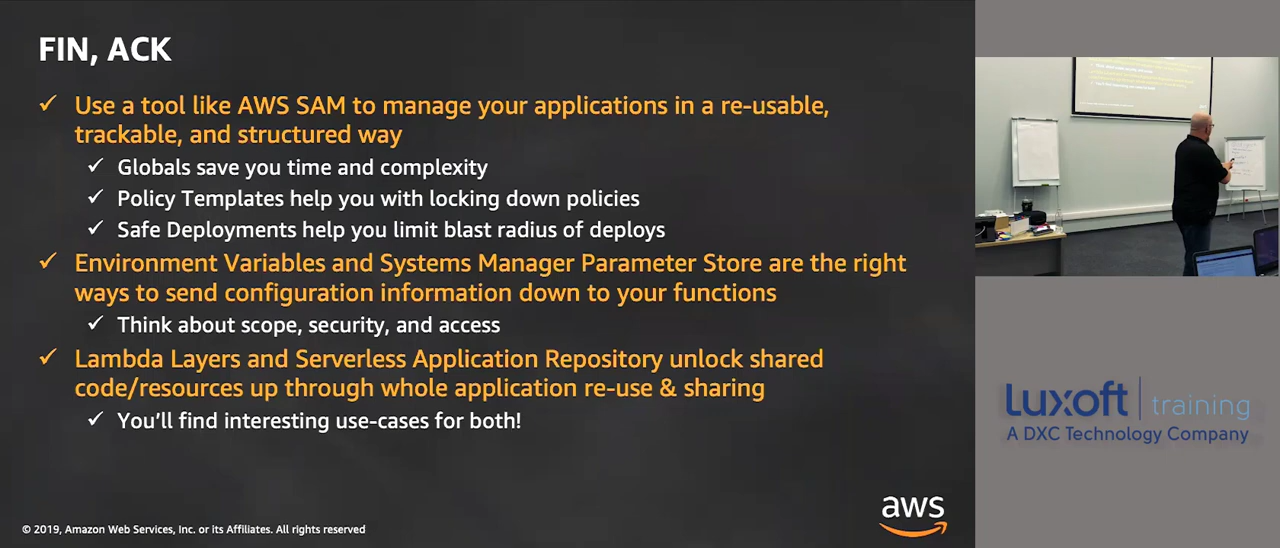 FIN, ACK
✓ Use a tool like AWS SAM to manage your applications in a re-usable,
trackable, and structured way
✓ Globals save you time and complexity
✓ Policy Templates help you with locking down policies
✓ Safe Deployments help you limit blast radius of deploys
✓ Environment Variables and Systems Manager Parameter Store are the right
ways to send configuration information down to your functions
✓ Think about scope, security, and access
✓ Lambda Layers and Serverless Application Repository unlock shared
code/resources up through whole application re-use & sharing
✓ You’ll find interesting use-cases for both!
© 2019, Amazon Web Services, Inc. or its Affiliates. All rights reserved
aws
Luxoft | training
A DXC Technology Company